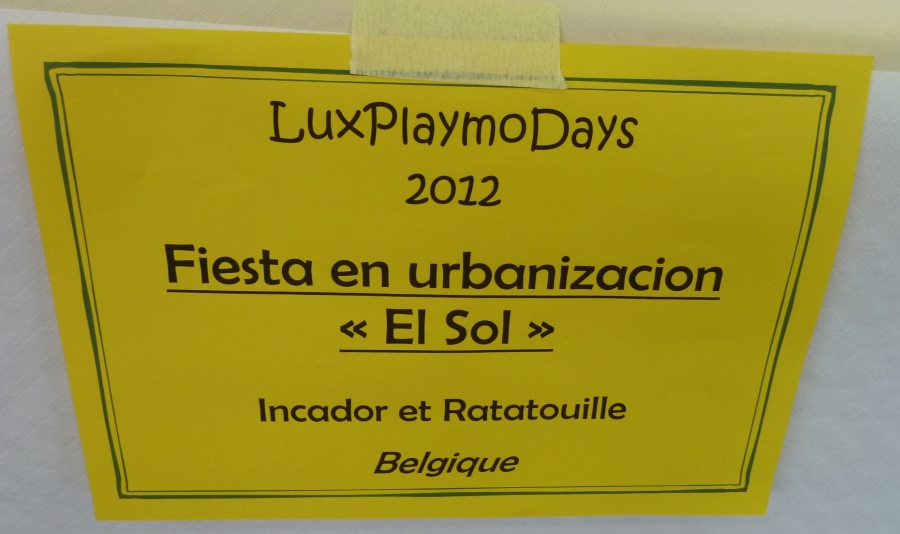 LuxPlaymoDays
2012
Fiesta en urbanizacion
« El Sol »
Incador et Ratatouille
Belgique